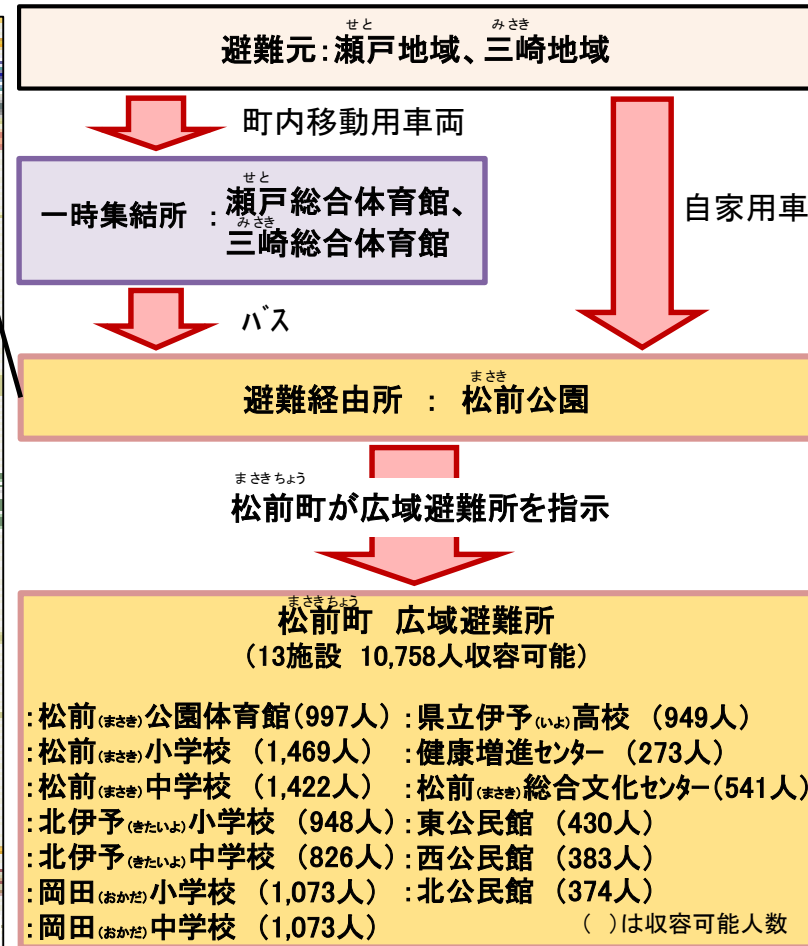 避難元:瀬戸地域、三崎地域
せと
みさき
町内移動用車両
自家用車
一時集結所 : 瀬戸総合体育館、
せと
三崎総合体育館
みさき
バス
避難経由所 : 松前公園
まさき
松前町が広域避難所を指示
まさきちょう
松前町 広域避難所
まさきちょう
(13施設 10,758人収容可能)
:松前(まさき)公園体育館(997人)
:松前(まさき)小学校 (1,469人)
:松前(まさき)中学校 (1,422人)
:北伊予(きたいよ)小学校 (948人)
:北伊予(きたいよ)中学校 (826人)
:岡田(おかだ)小学校 (1,073人)
:岡田(おかだ)中学校 (1,073人)
:県立伊予(いよ)高校 (949人)
:健康増進センター (273人)
:松前(まさき)総合文化センター(541人)
:東公民館 (430人)
:西公民館 (383人)
:北公民館 (374人)
( )は収容可能人数